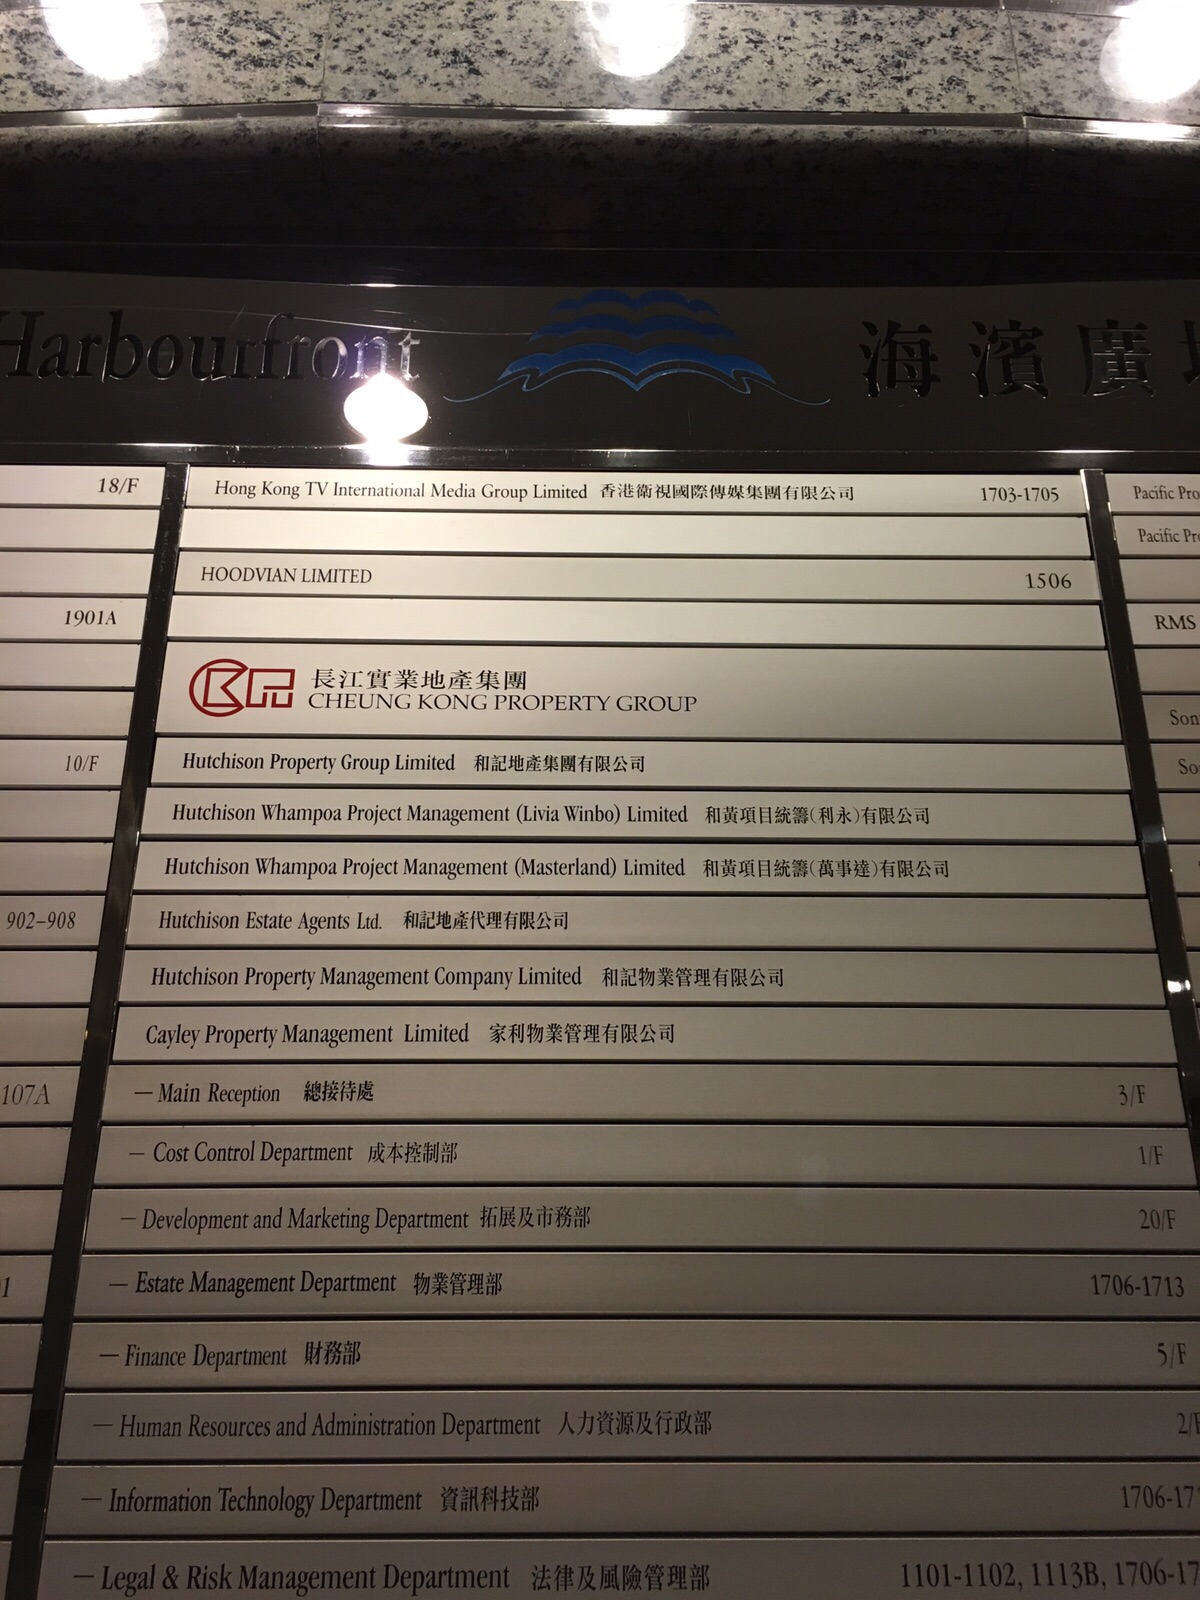 Harbourfront 海濱廣
18/F
1901A
10/F
902-908
107A
Hong Kong TV International Media Group Limited 香港衛視國際傳媒集團有限公司 1703-1705
HOODVIAN LIMITED 1506
長江實業地產集團
CHEUNG KONG PROPERTY GROUP
Hutchison Property Group Limited 和記地產集團有限公司
Hutchison Whampoa Project Management (Livia Winbo) Limited 和黃項目統籌(利永)有限公司
Hutchison Whampoa Project Management (Masterland) Limited 和黃項目統籌(萬事達)有限公司
Hutchison Estate Agents Ltd. 和記地產代理有限公司
Hutchison Property Management Company Limited 和記物業管理有限公司
Cayley Property Management Limited 家利物業管理有限公司
— Main Reception 總接待處 3/F
— Cost Control Department 成本控制部 1/F
— Development and Marketing Department 拓展及市務部 20/F
— Estate Management Department 物業管理部 1706-1713
— Finance Department 財務部 5/F
— Human Resources and Administration Department 人力資源及行政部 2/F
— Information Technology Department 資訊科技部 1706-17
— Legal & Risk Management Department 法律及風險管理部 1101-1102, 1113B, 1706-17
Pacific Pro
Pacific Pr
RMS
Son
So